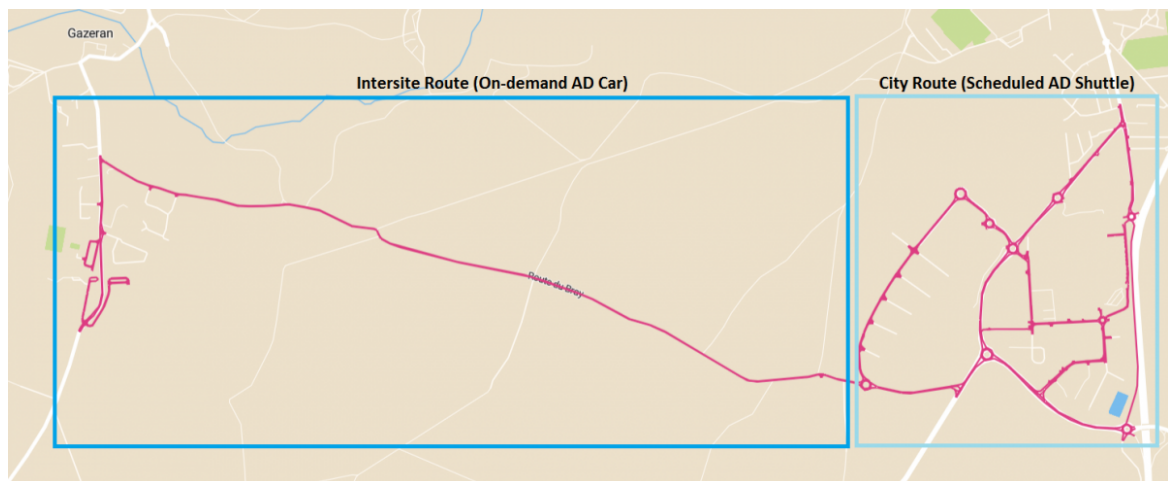 Gazeran
Intersite Route (On-demand AD Car)
City Route (Scheduled AD Shuttle)
Route du Bray